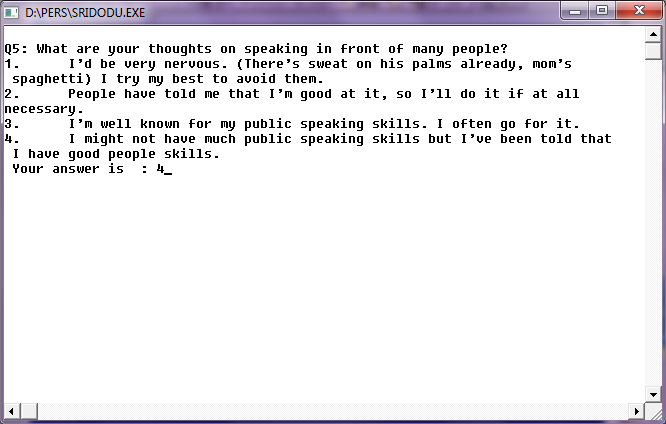 D:\PERS\SRIDODU.EXE
Q5: What are your thoughts on speaking in front of many people?
1.      I'd be very nervous. (There's sweat on his palms already, mom's
 spaghetti) I try my best to avoid them.
2.      People have told me that I'm good at it, so I'll do it if at all
necessary.
3.      I'm well known for my public speaking skills. I often go for it.
4.      I might not have much public speaking skills but I've been told that
 I have good people skills.
 Your answer is  : 4_